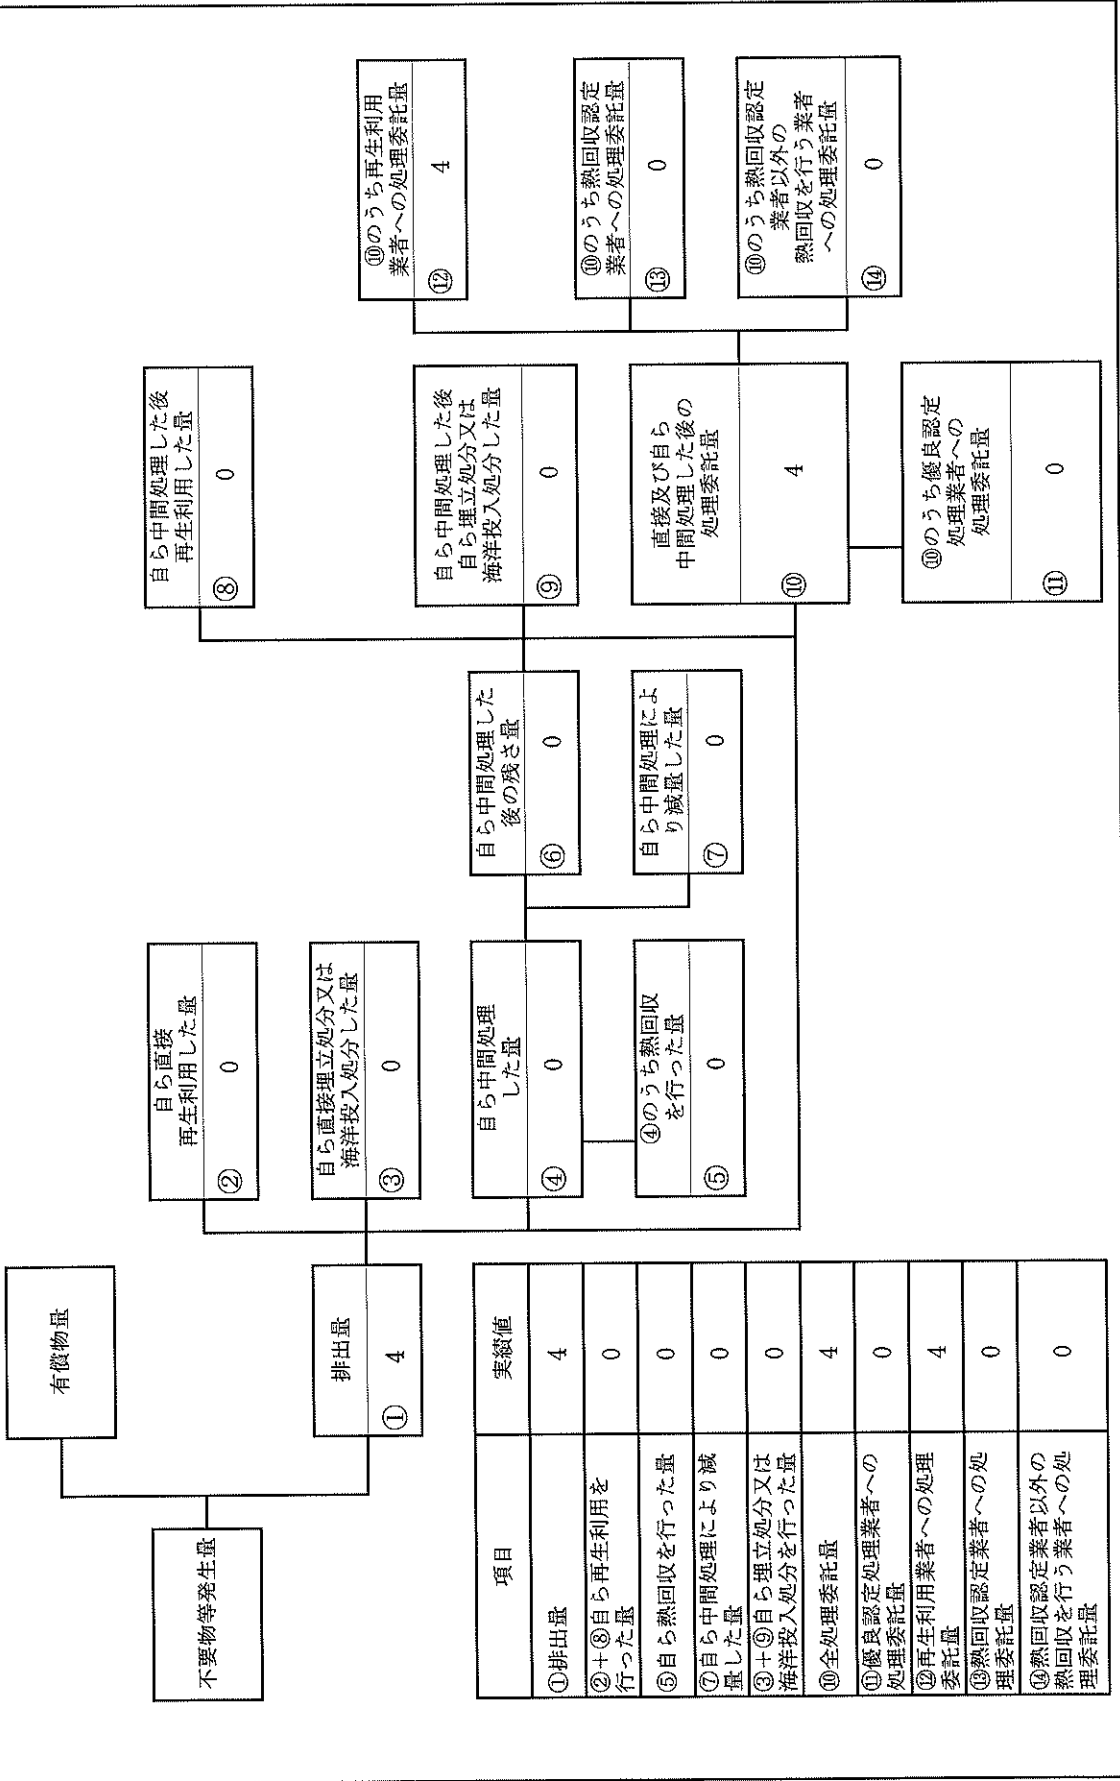 不要物等発生量
有償物量
排出量
① 4
自ら直接
再生利用した量
② 0
自ら直接埋立処分又は
海洋投入処分した量
③ 0
自ら中間処理
した量
④ 0
④のうち熱回収
を行った量
⑤ 0
自ら中間処理した
後の残さ量
⑥ 0
自ら中間処理によ
り減量した量
⑦ 0
自ら中間処理した後
再生利用した量
⑧ 0
自ら中間処理した後
自ら埋立処分又は
海洋投入処分した量
⑨ 0
直接及び自ら
中間処理した後の
処理委託量
⑩ 4
⑩のうち優良認定
処理業者への
処理委託量
⑪ 0
⑩のうち再生利用
業者への処理委託量
⑫ 4
⑩のうち熱回収認定
業者への処理委託量
⑬ 0
⑩のうち熱回収認定
業者以外の
熱回収を行う業者
への処理委託量
⑭ 0
項目 実績値
①排出量 4
②+⑧自ら再生利用を
行った量 0
⑤自ら熱回収を行った量 0
⑦自ら中間処理により減
量した量 0
③+⑨自ら埋立処分又は
海洋投入処分を行った量 0
⑩全処理委託量 4
⑪優良認定処理業者への
処理委託量 0
⑫再生利用業者への処理
委託量 4
⑬熱回収認定業者への処
理委託量 0
⑭熱回収認定業者以外の
熱回収を行う業者への処
理委託量 0